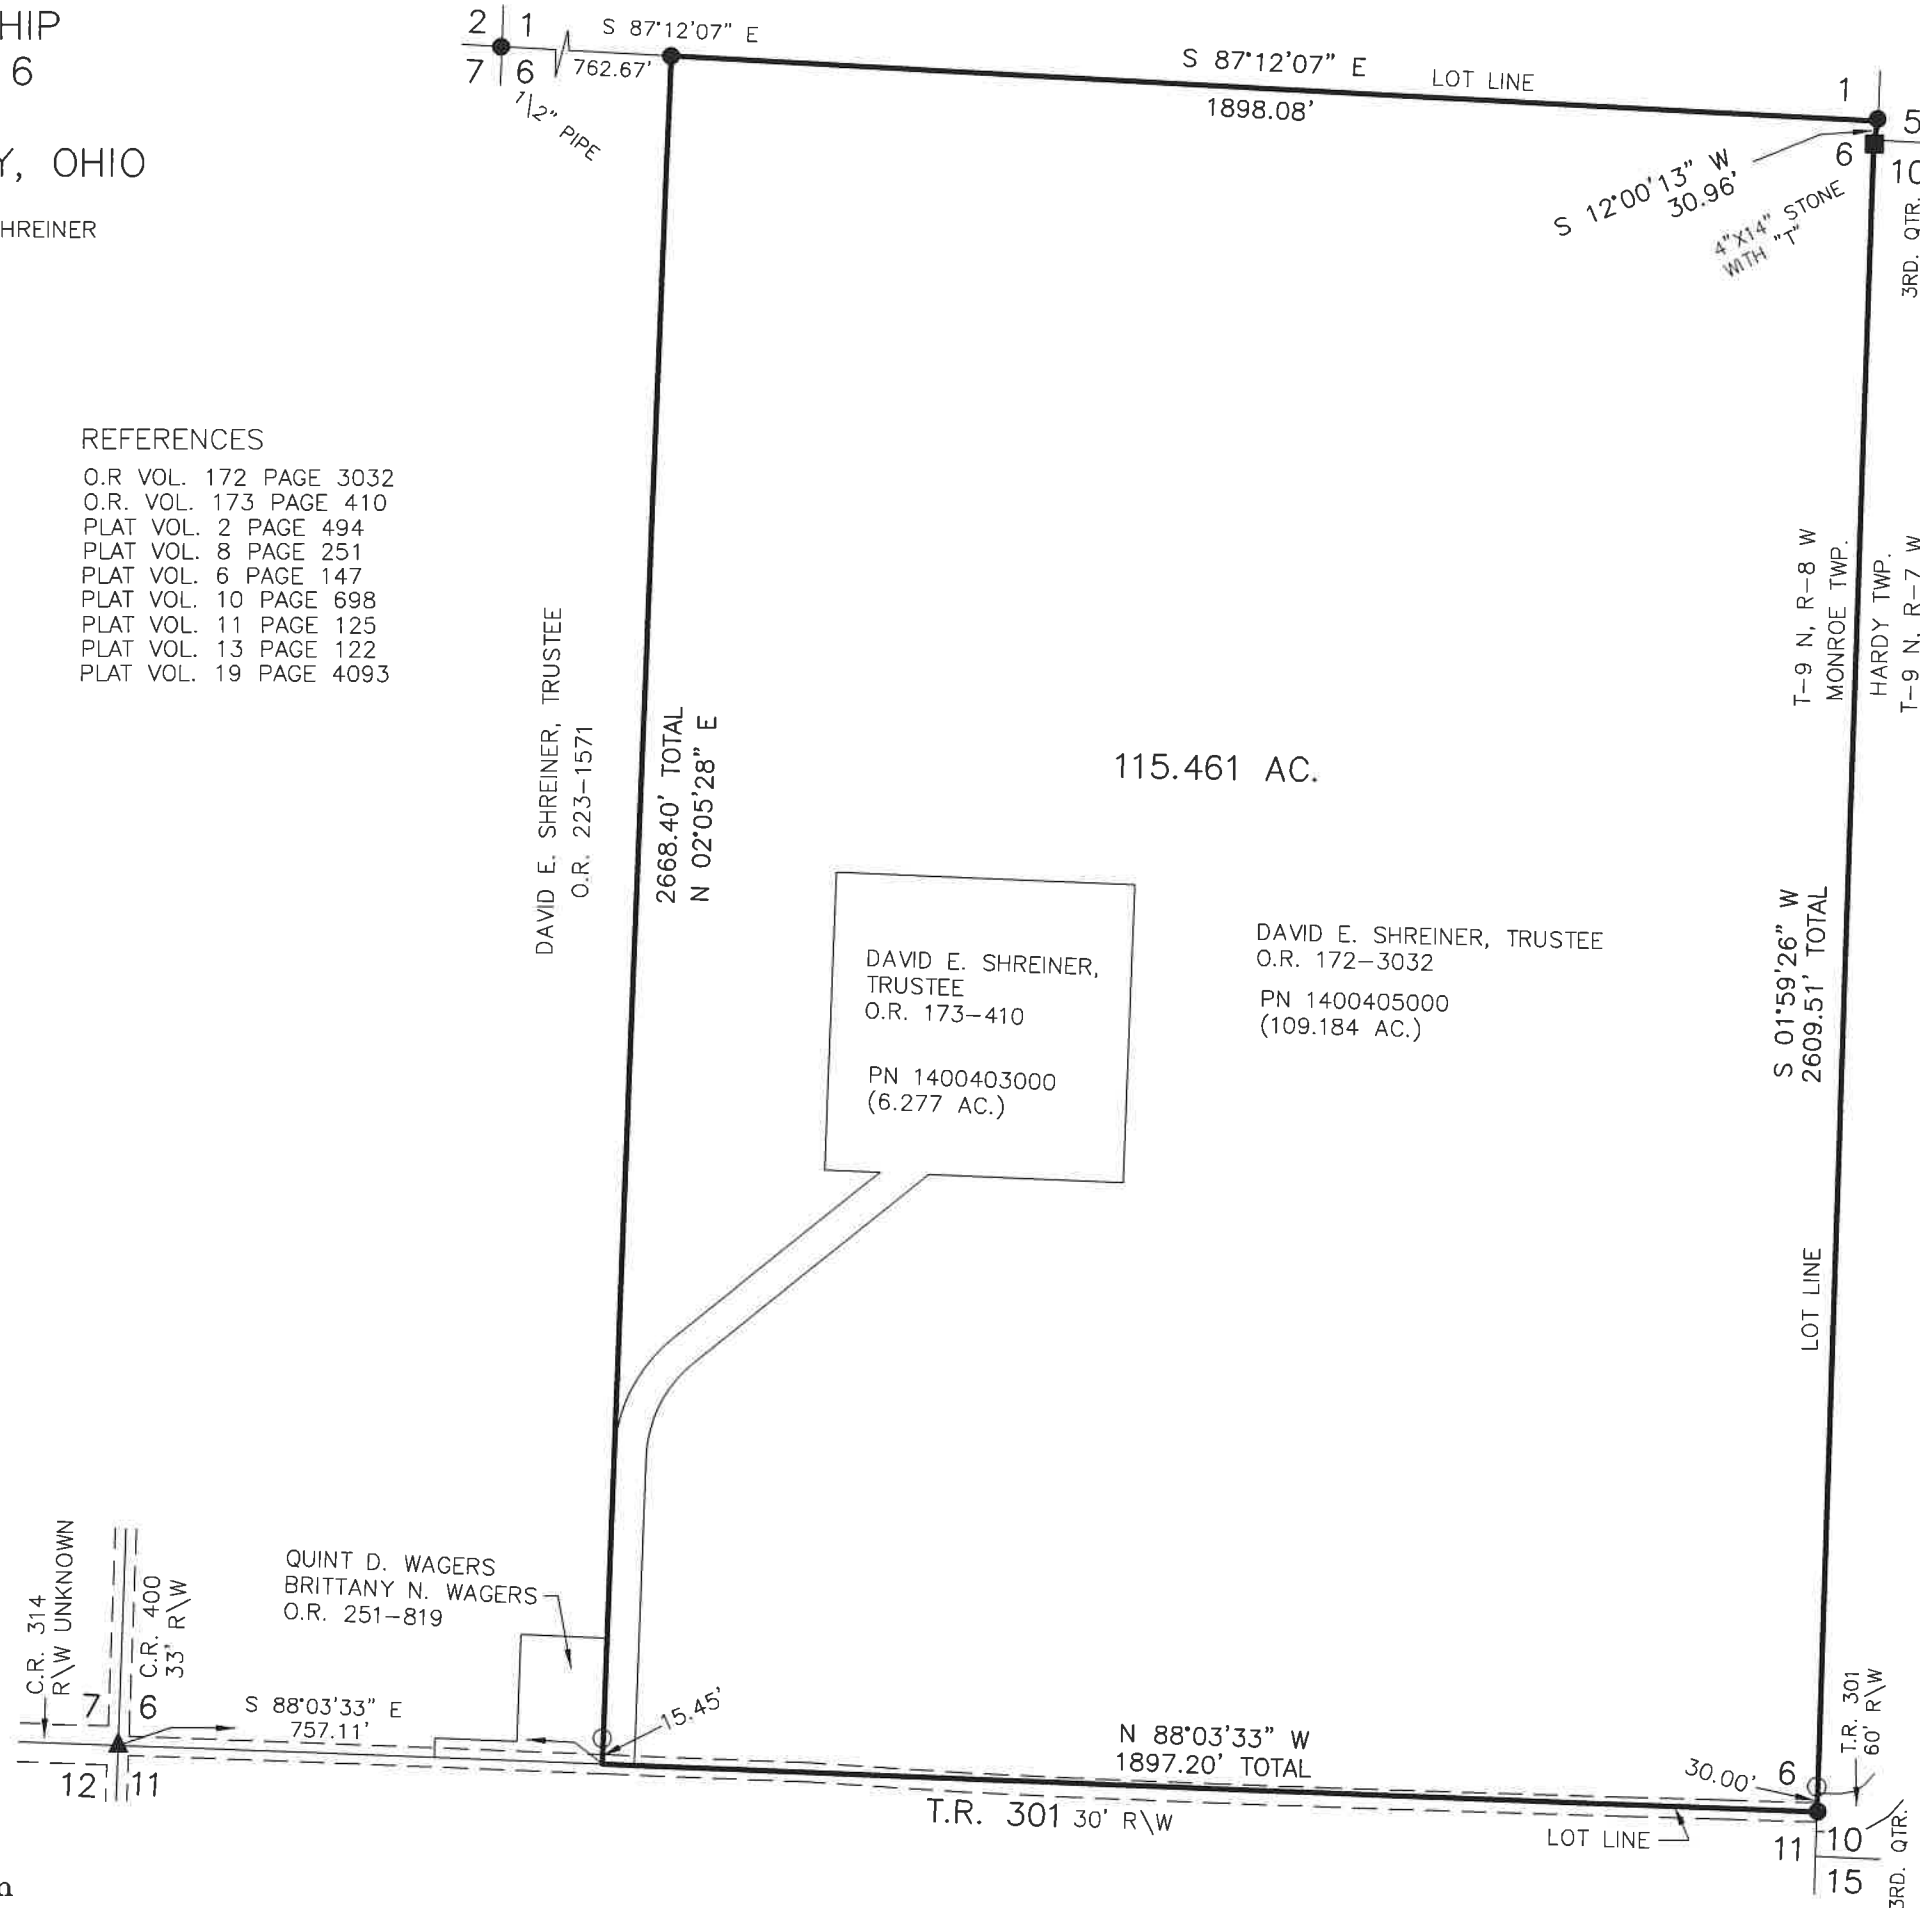 HIP
6
Y, OHIO
HREINER
2 1
7 6
1/2" PIPE
S 87°12'07" E
762.67'
S 87°12'07" E
LOT LINE
1898.08'
1
5
6
10
S 12°00'13" W
30.96'
4"X14" STONE
WITH "T"
3RD. QTR.
REFERENCES
O.R VOL. 172 PAGE 3032
O.R. VOL. 173 PAGE 410
PLAT VOL. 2 PAGE 494
PLAT VOL. 8 PAGE 251
PLAT VOL. 6 PAGE 147
PLAT VOL. 10 PAGE 698
PLAT VOL. 11 PAGE 125
PLAT VOL. 13 PAGE 122
PLAT VOL. 19 PAGE 4093
DAVID E. SHREINER, TRUSTEE
O.R. 223-1571
2668.40' TOTAL
N 02°05'28" E
115.461 AC.
T-9 N, R-8 W
MONROE TWP.
HARDY TWP.
T-9 N, R-7 W
DAVID E. SHREINER,
TRUSTEE
O.R. 173-410
PN 1400403000
(6.277 AC.)
DAVID E. SHREINER, TRUSTEE
O.R. 172-3032
PN 1400405000
(109.184 AC.)
S 01°59'26" W
2609.51' TOTAL
LOT LINE
C.R. 314
R\W UNKNOWN
C.R. 400
33' R\W
QUINT D. WAGERS
BRITTANY N. WAGERS
O.R. 251-819
7 6
12 11
S 88°03'33" E
757.11'
15.45'
N 88°03'33" W
1897.20' TOTAL
T.R. 301 30' R\W
LOT LINE
30.00'
6
T.R. 301
60' R\W
11 10
15
3RD. QTR.
n